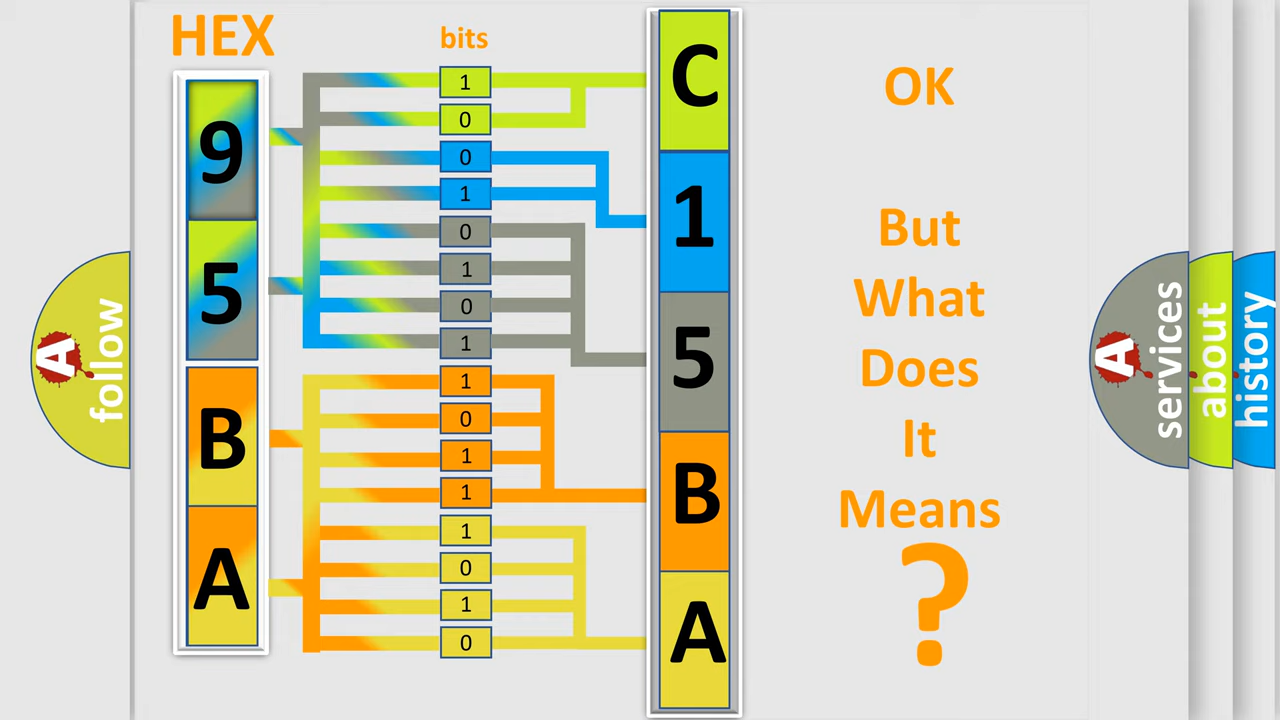 HEX
bits
9
5
B
A
1
0
0
1
0
1
0
1
1
0
1
1
1
0
1
0
C
1
5
B
A
OK
But
What
Does
It
Means
?
A
follow
A
services
about
history